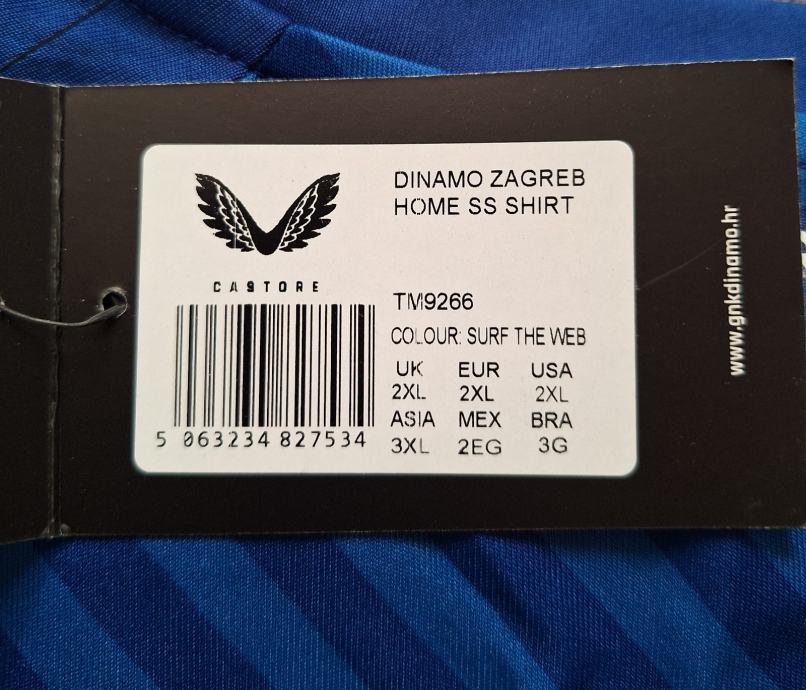 DINAMO ZAGREB
HOME SS SHIRT
CASTORE
TM9266
COLOUR: SURF THE WEB
UK EUR USA
2XL 2XL 2XL
ASIA MEX BRA
3XL 2EG 3G
5 063234 827534
www.gnkdinamo.hr